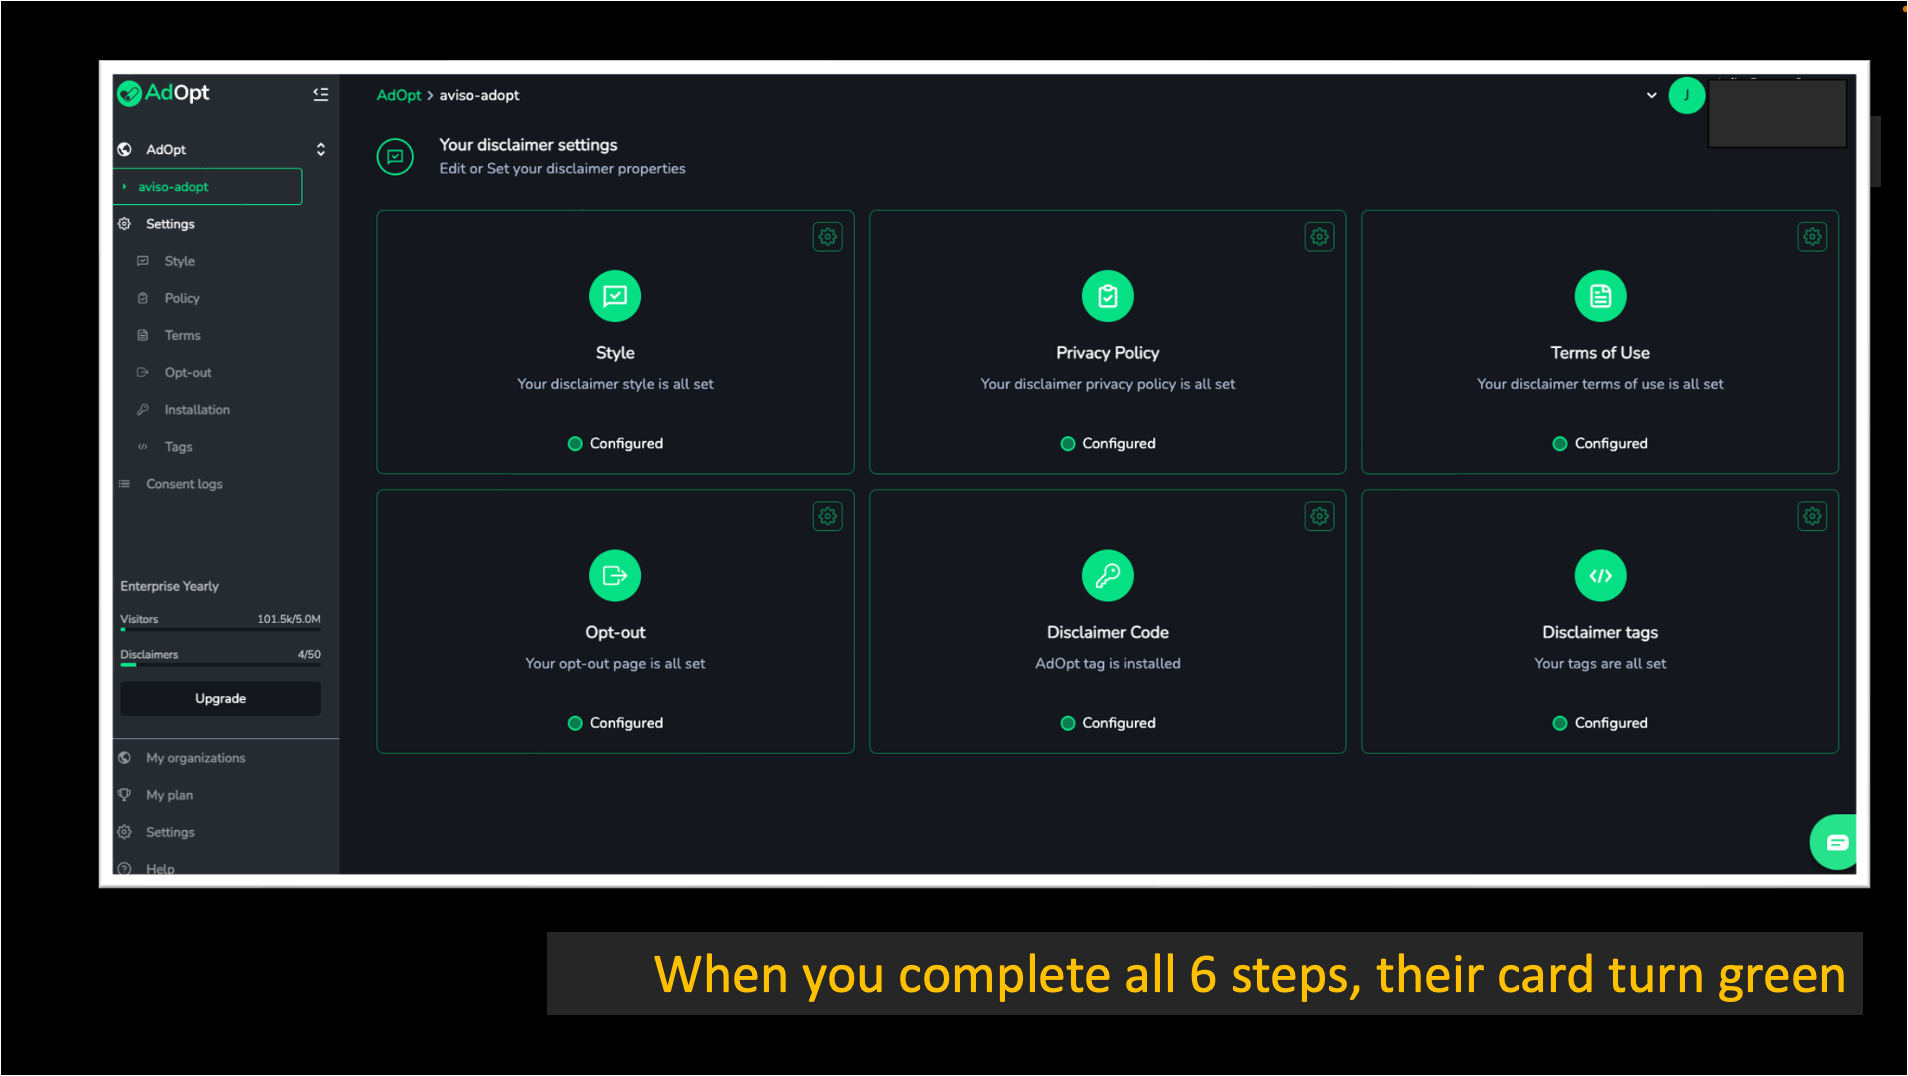 AdOpt
AdOpt > aviso-adopt
J
AdOpt
aviso-adopt
Settings
Style
Policy
Terms
Opt-out
Installation
Tags
Consent logs
Enterprise Yearly
Visitors 101.5k/5.0M
Disclaimers 4/50
Upgrade
My organizations
My plan
Settings
Help
Your disclaimer settings
Edit or Set your disclaimer properties
Style
Your disclaimer style is all set
Configured
Privacy Policy
Your disclaimer privacy policy is all set
Configured
Terms of Use
Your disclaimer terms of use is all set
Configured
Opt-out
Your opt-out page is all set
Configured
Disclaimer Code
AdOpt tag is installed
Configured
Disclaimer tags
Your tags are all set
Configured
When you complete all 6 steps, their card turn green